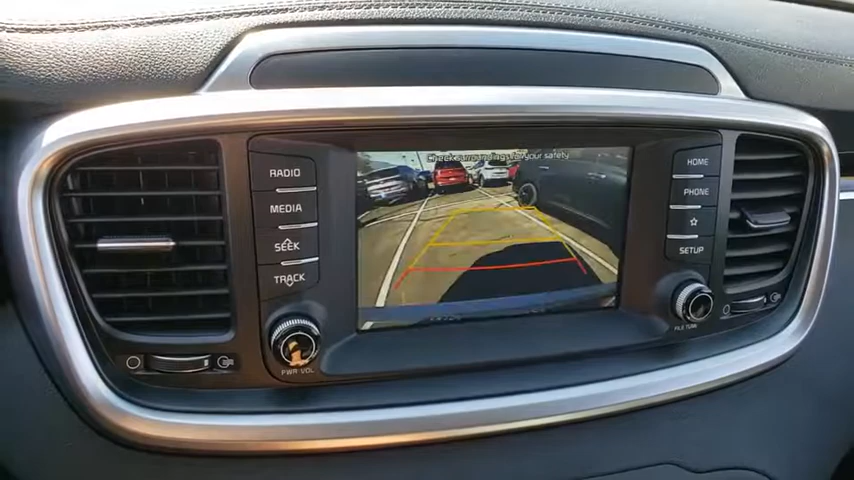 Check surroundings for your safety
RADIO
MEDIA
SEEK
TRACK
PWR VOL
HOME
PHONE
SETUP
FILE TUNE